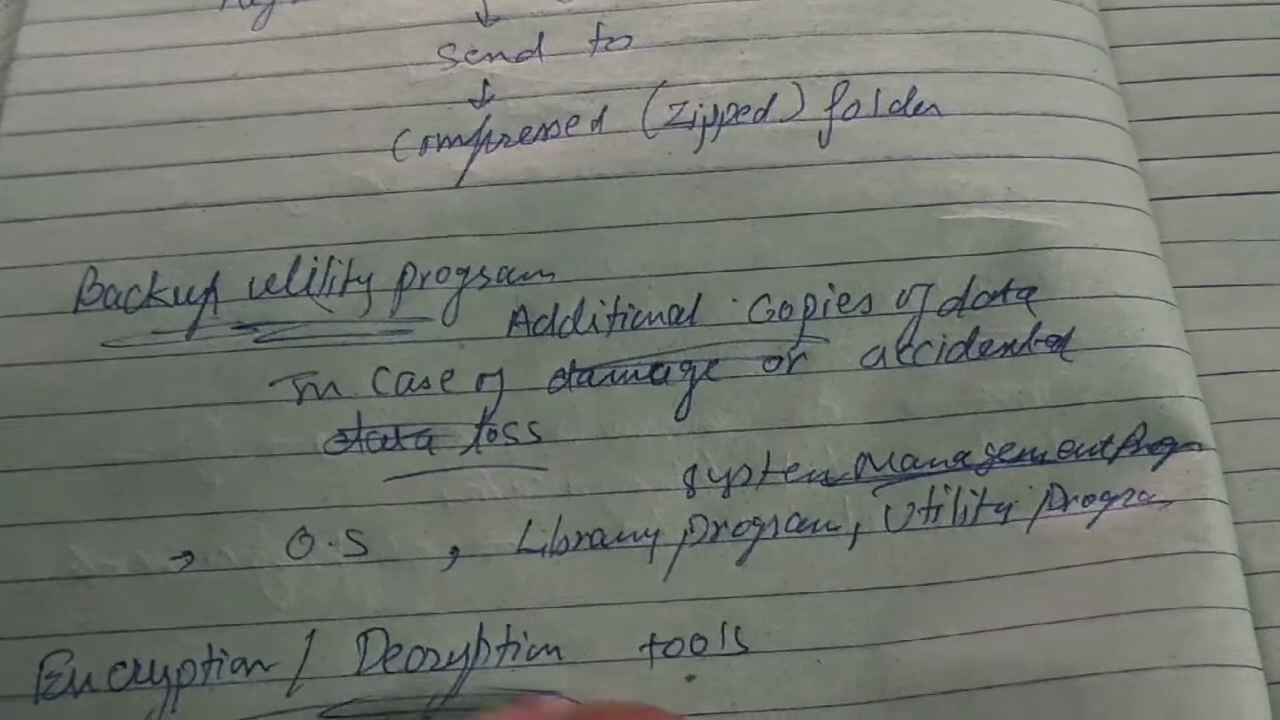 ↓
Send to
↓
Compressed (Zipped) folder
Backup utility program
Additional copies of data
In case of damage or accidental
data loss
System Management Progr
→ O.S , Library program, Utility Progra
Encryption / Decryption tools